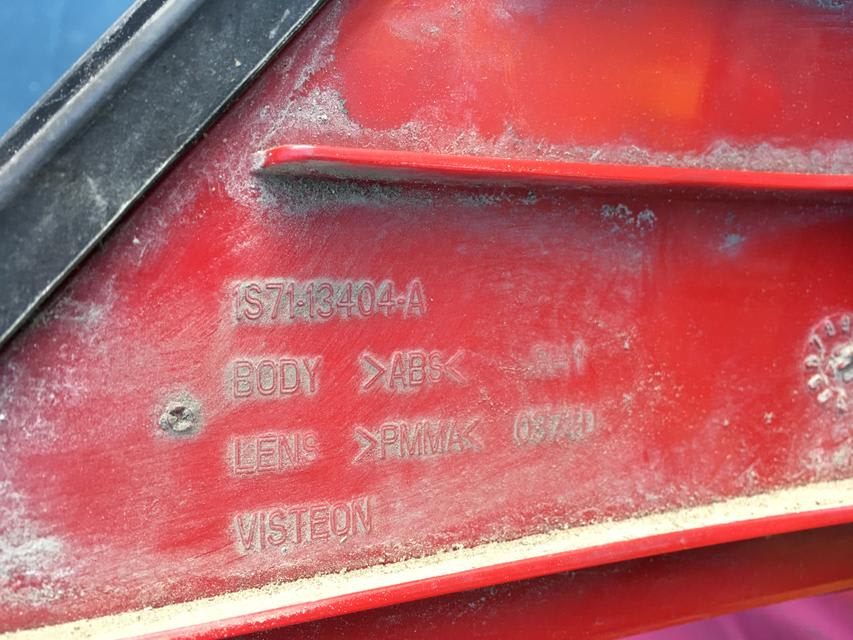 1S71-13404-A
BODY >ABS<
LENS >PMMA<
VISTEON